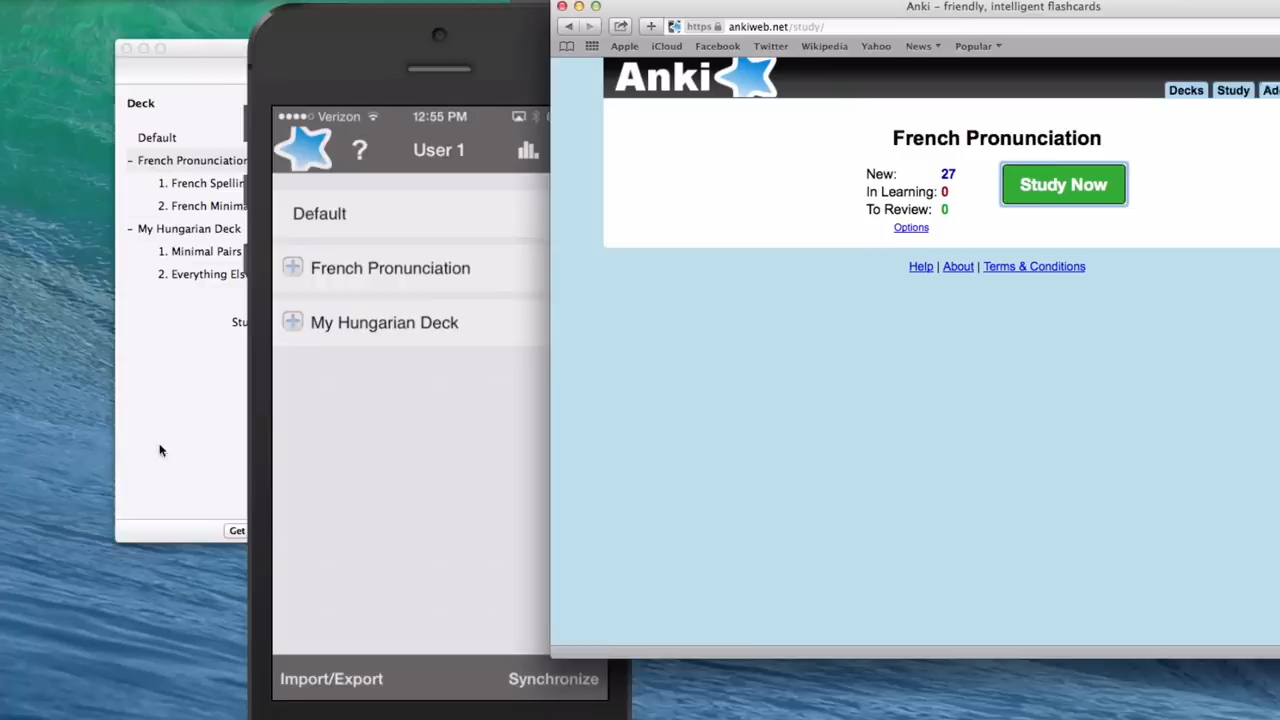 Deck
Default
− French Pronunciation
1. French Spellin
2. French Minima
− My Hungarian Deck
1. Minimal Pairs
2. Everything Els
Stu
Get
Verizon 12:55 PM
? User 1
Default
French Pronunciation
My Hungarian Deck
Import/Export Synchronize
Anki – friendly, intelligent flashcards
https ankiweb.net/study/
Apple iCloud Facebook Twitter Wikipedia Yahoo News Popular
Anki
Decks Study Ad
French Pronunciation
New: 27
In Learning: 0
To Review: 0
Options
Study Now
Help | About | Terms & Conditions